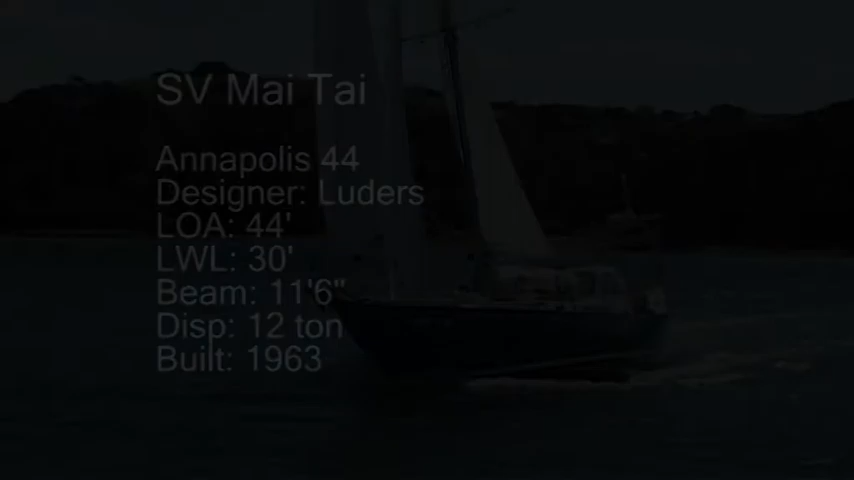 SV Mai Tai
Annapolis 44
Designer: Luders
LOA: 44'
LWL: 30'
Beam: 11'6"
Disp: 12 ton
Built: 1963